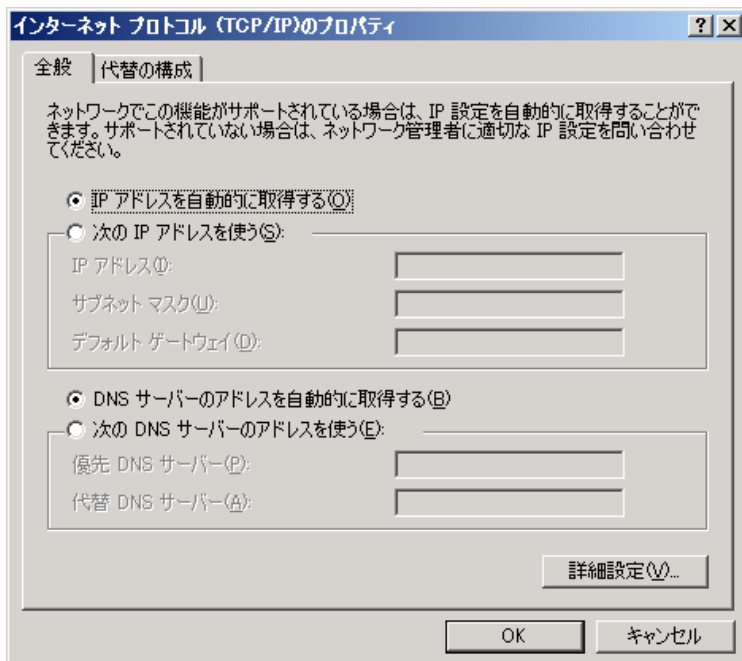 インターネット プロトコル (TCP/IP)のプロパティ
全般
代替の構成
ネットワークでこの機能がサポートされている場合は、IP 設定を自動的に取得することがで
きます。サポートされていない場合は、ネットワーク管理者に適切な IP 設定を問い合わせ
てください。
IP アドレスを自動的に取得する(O)
次の IP アドレスを使う(S):
IP アドレス(I):
サブネット マスク(U):
デフォルト ゲートウェイ(D):
DNS サーバーのアドレスを自動的に取得する(B)
次の DNS サーバーのアドレスを使う(E):
優先 DNS サーバー(P):
代替 DNS サーバー(A):
詳細設定(V)...
OK
キャンセル